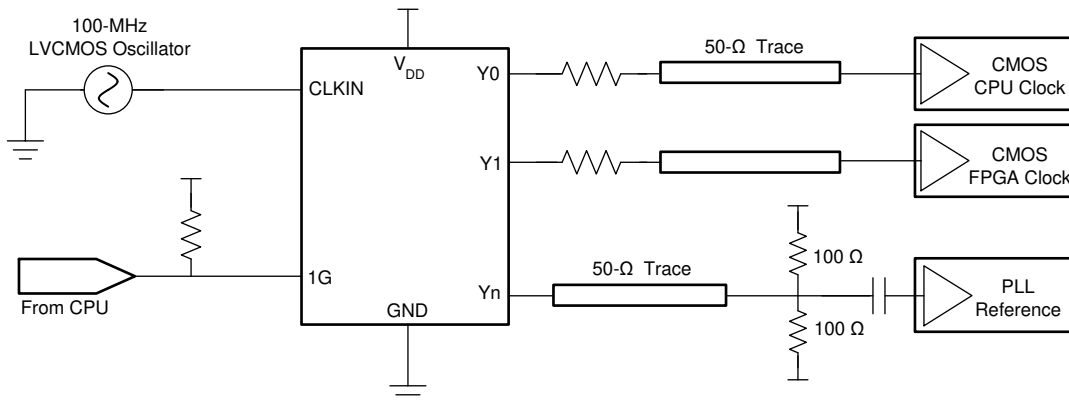 100-MHz
LVCMOS Oscillator
V_DD
CLKIN
Y0
50-Ω Trace
CMOS
CPU Clock
Y1
CMOS
FPGA Clock
1G
From CPU
GND
Yn
50-Ω Trace
100 Ω
100 Ω
PLL
Reference